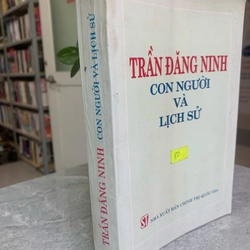 TRẦN ĐĂNG NINH
CON NGƯỜI
VÀ
LỊCH SỬ
NHÀ XUẤT BẢN CHÍNH TRỊ QUỐC GIA
TRẦN ĐĂNG NINH CON NGƯỜI VÀ LỊCH SỬ